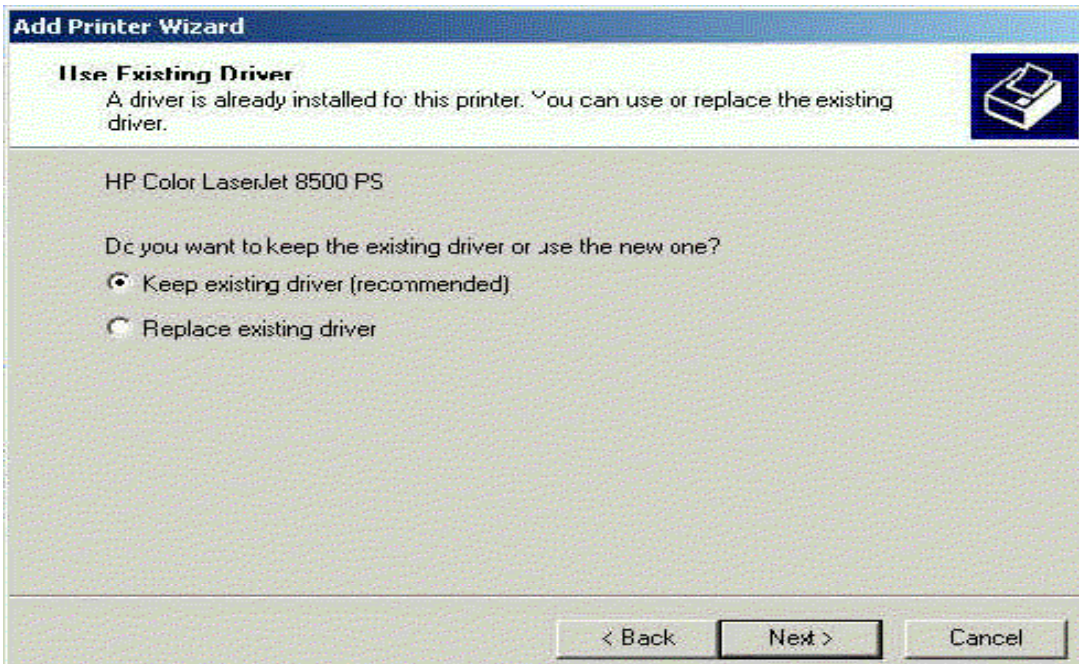 Add Printer Wizard
Use Existing Driver
A driver is already installed for this printer. You can use or replace the existing
driver.
HP Color LaserJet 8500 PS
Do you want to keep the existing driver or use the new one?
Keep existing driver (recommended)
Replace existing driver
< Back Next > Cancel